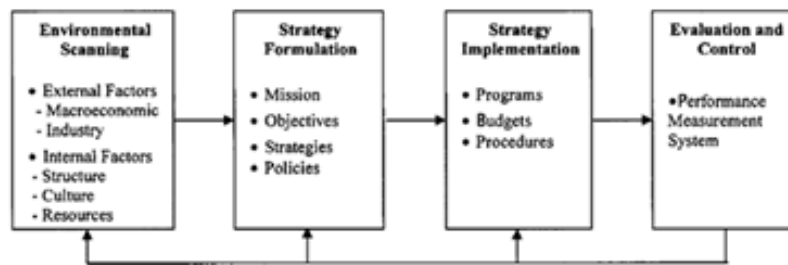 Environmental
Scanning
• External Factors
- Macroeconomic
- Industry
• Internal Factors
- Structure
- Culture
- Resources
Strategy
Formulation
• Mission
• Objectives
• Strategies
• Policies
Strategy
Implementation
• Programs
• Budgets
• Procedures
Evaluation and
Control
•Performance
Measurement
System